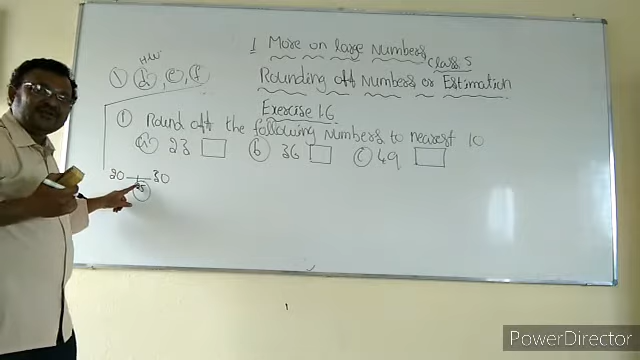 1 More on large Numbers
Class 5
H.W.
1 d, e, f
Rounding off Numbers or Estimation
Exercise 1.6
1 Round off the following numbers to nearest 10
a 23 b 36 c 49
20 30
25
PowerDirector